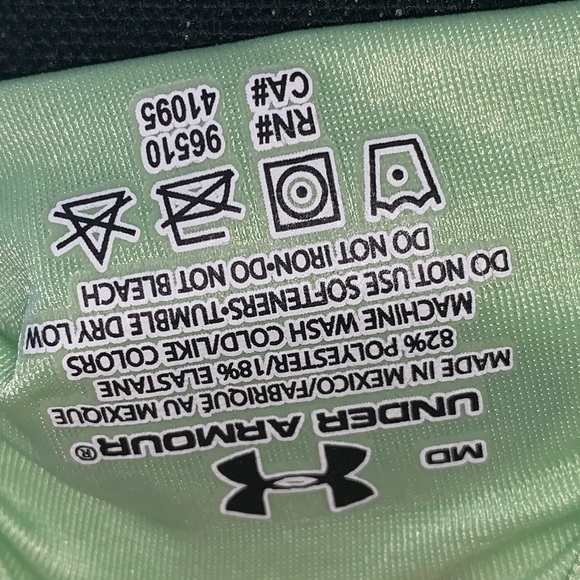 MD
UNDER ARMOUR®
MADE IN MEXICO/FABRIQUÉ AU MEXIQUE
82% POLYESTER/18% ELASTANE
MACHINE WASH COLD/LIKE COLORS
DO NOT USE SOFTENERS•TUMBLE DRY LOW
DO NOT IRON•DO NOT BLEACH
RN# 96510
CA# 41095